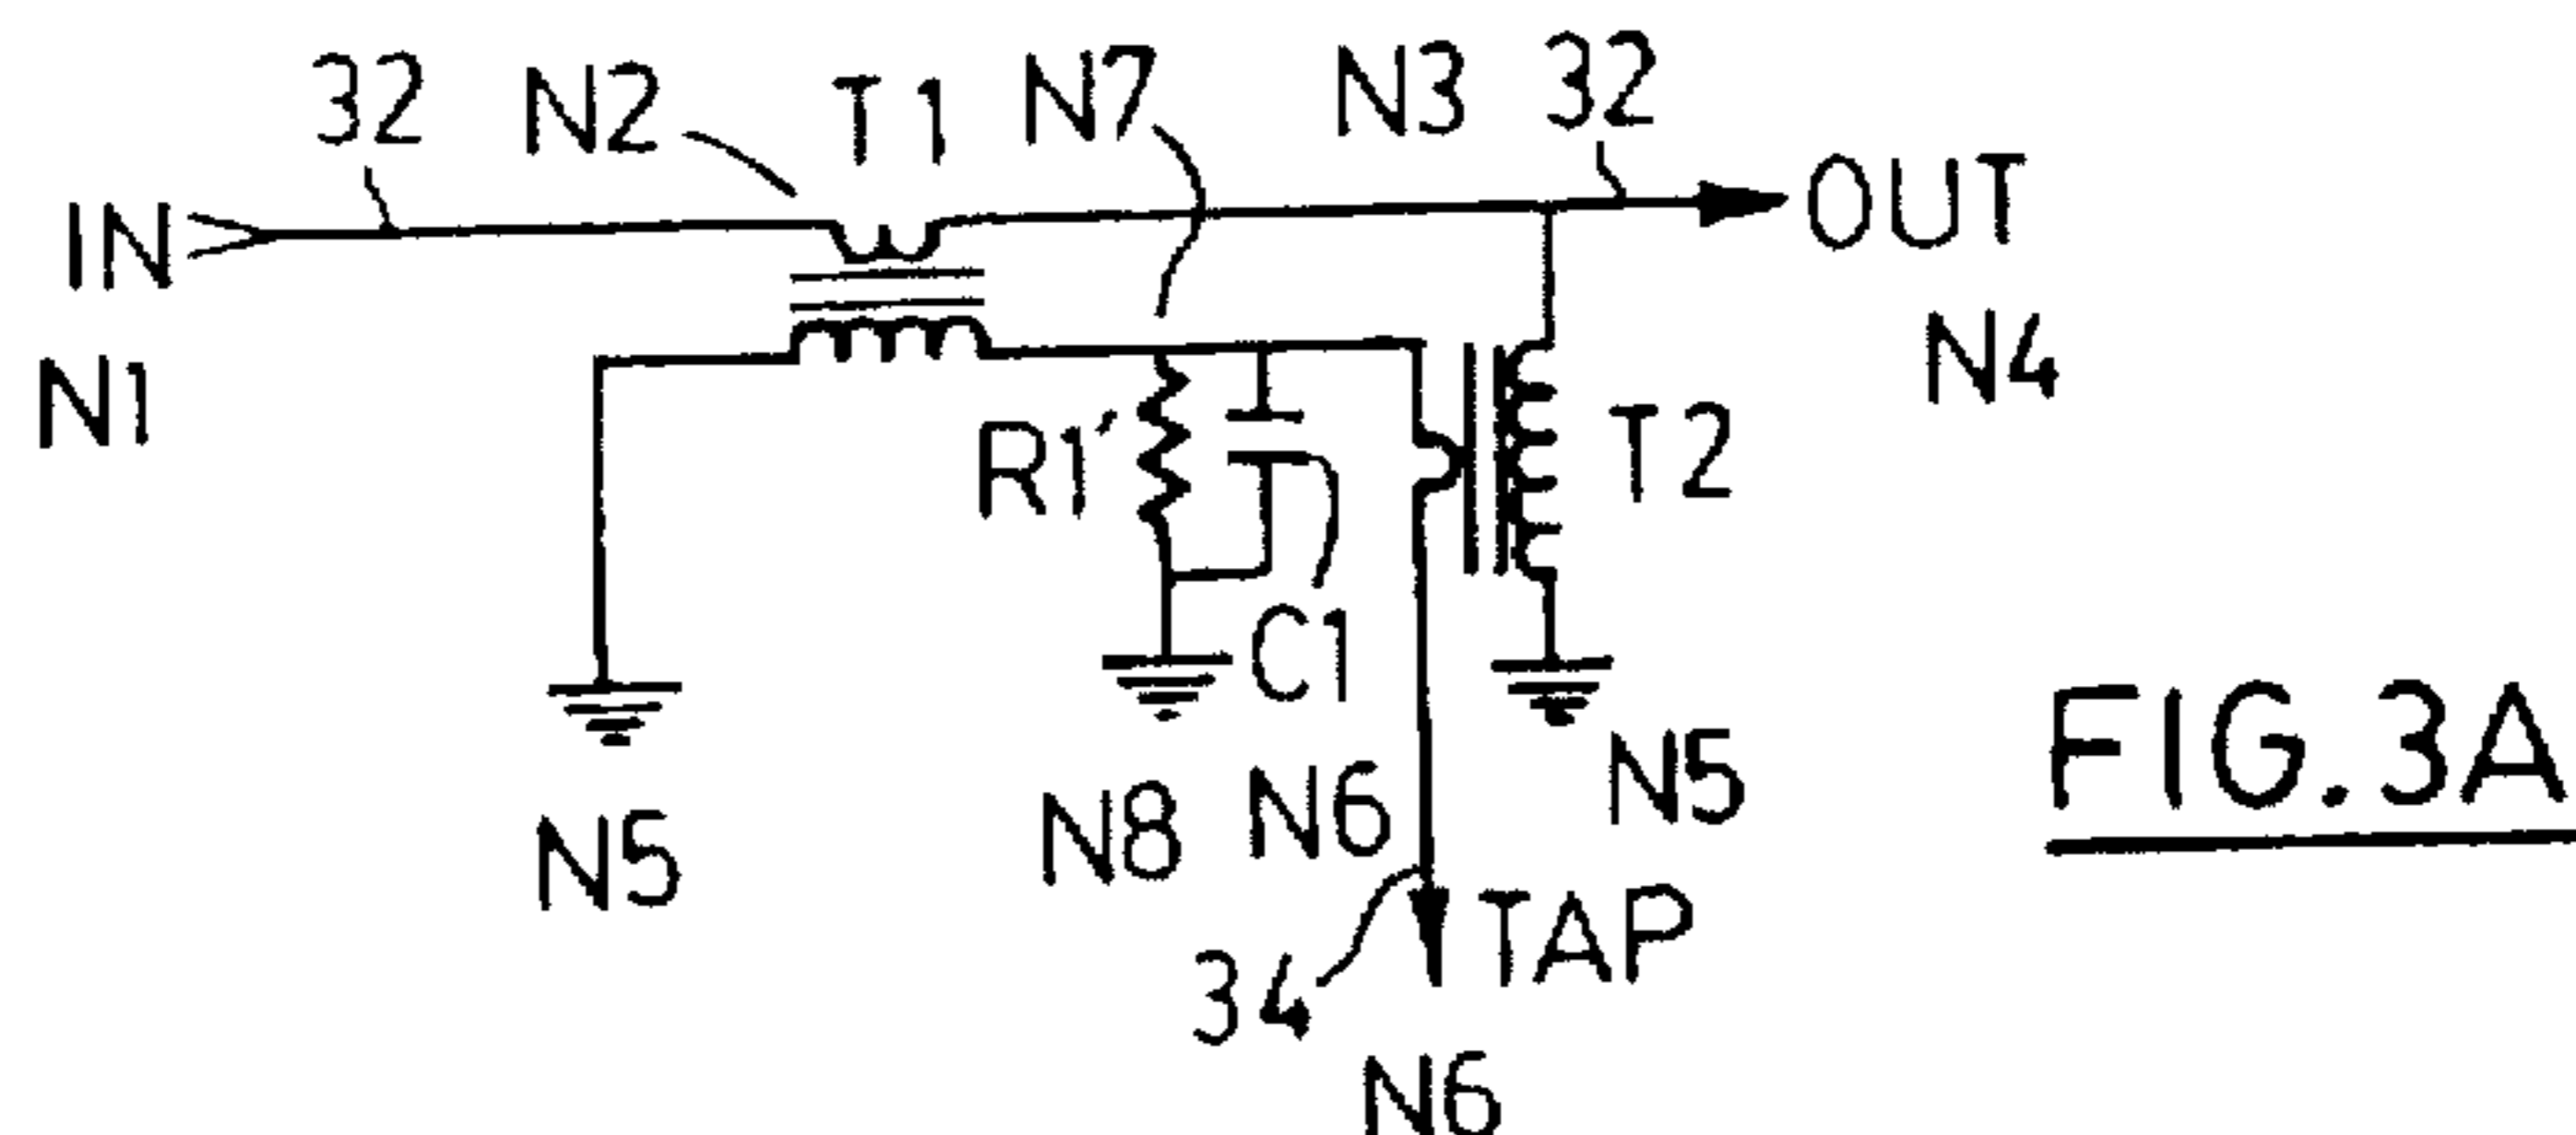 32 N2 T1 N7 N3 32
IN OUT
N1 N4
R1′ T2
C1
N5 N8 N6 N5
FIG.3A
34 TAP
N6